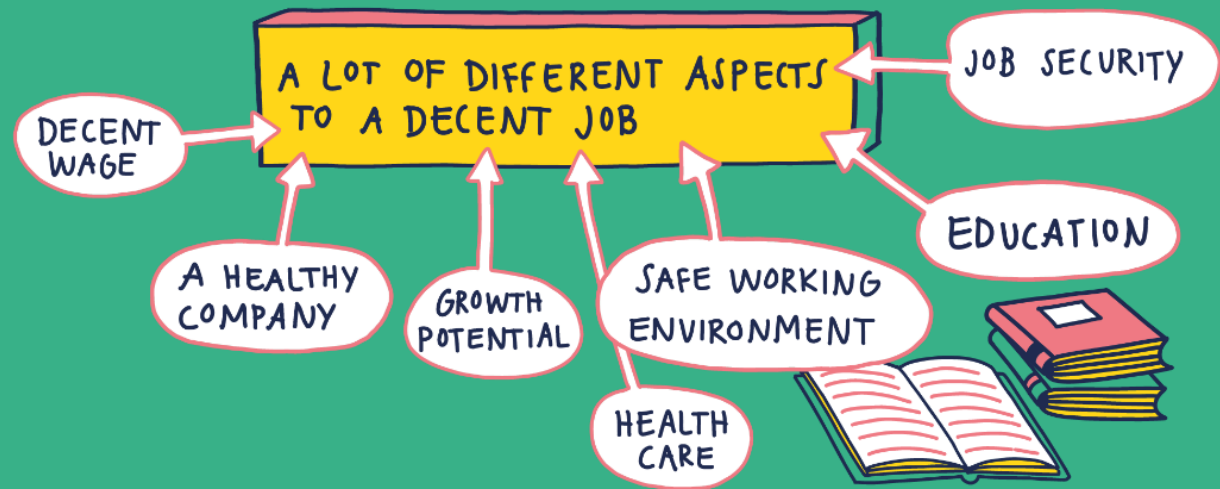 A LOT OF DIFFERENT ASPECTS
TO A DECENT JOB
JOB SECURITY
DECENT
WAGE
EDUCATION
A HEALTHY
COMPANY
GROWTH
POTENTIAL
SAFE WORKING
ENVIRONMENT
HEALTH
CARE